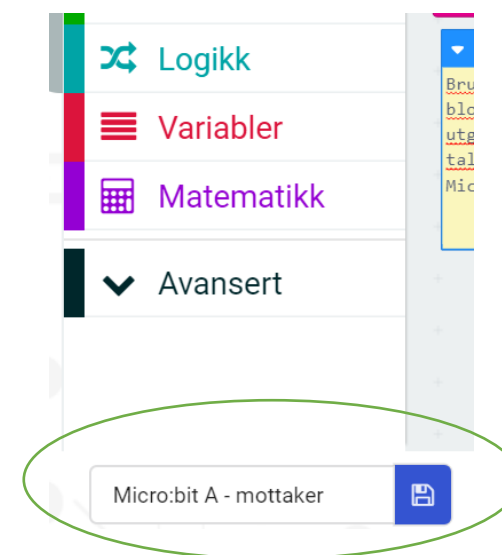 Logikk
Variabler
Matematikk
Avansert
Micro:bit A - mottaker